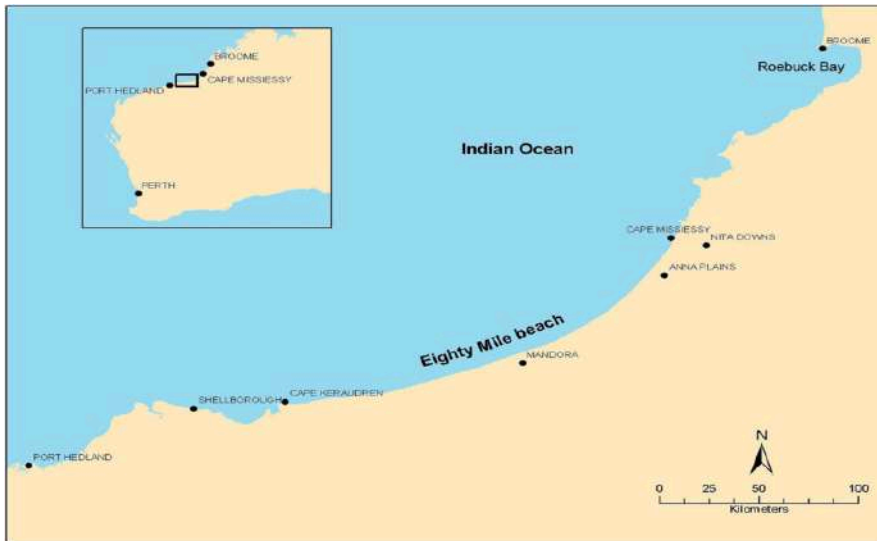 BROOME
CAPE MISSIESSY
PORT HEDLAND
PERTH
BROOME
Roebuck Bay
Indian Ocean
CAPE MISSIESSY
NITA DOWNS
ANNA PLAINS
Eighty Mile beach
MANDORA
SHELLBOROUGH
CAPE KERAUDREN
PORT HEDLAND
N
0 25 50 100
Kilometers